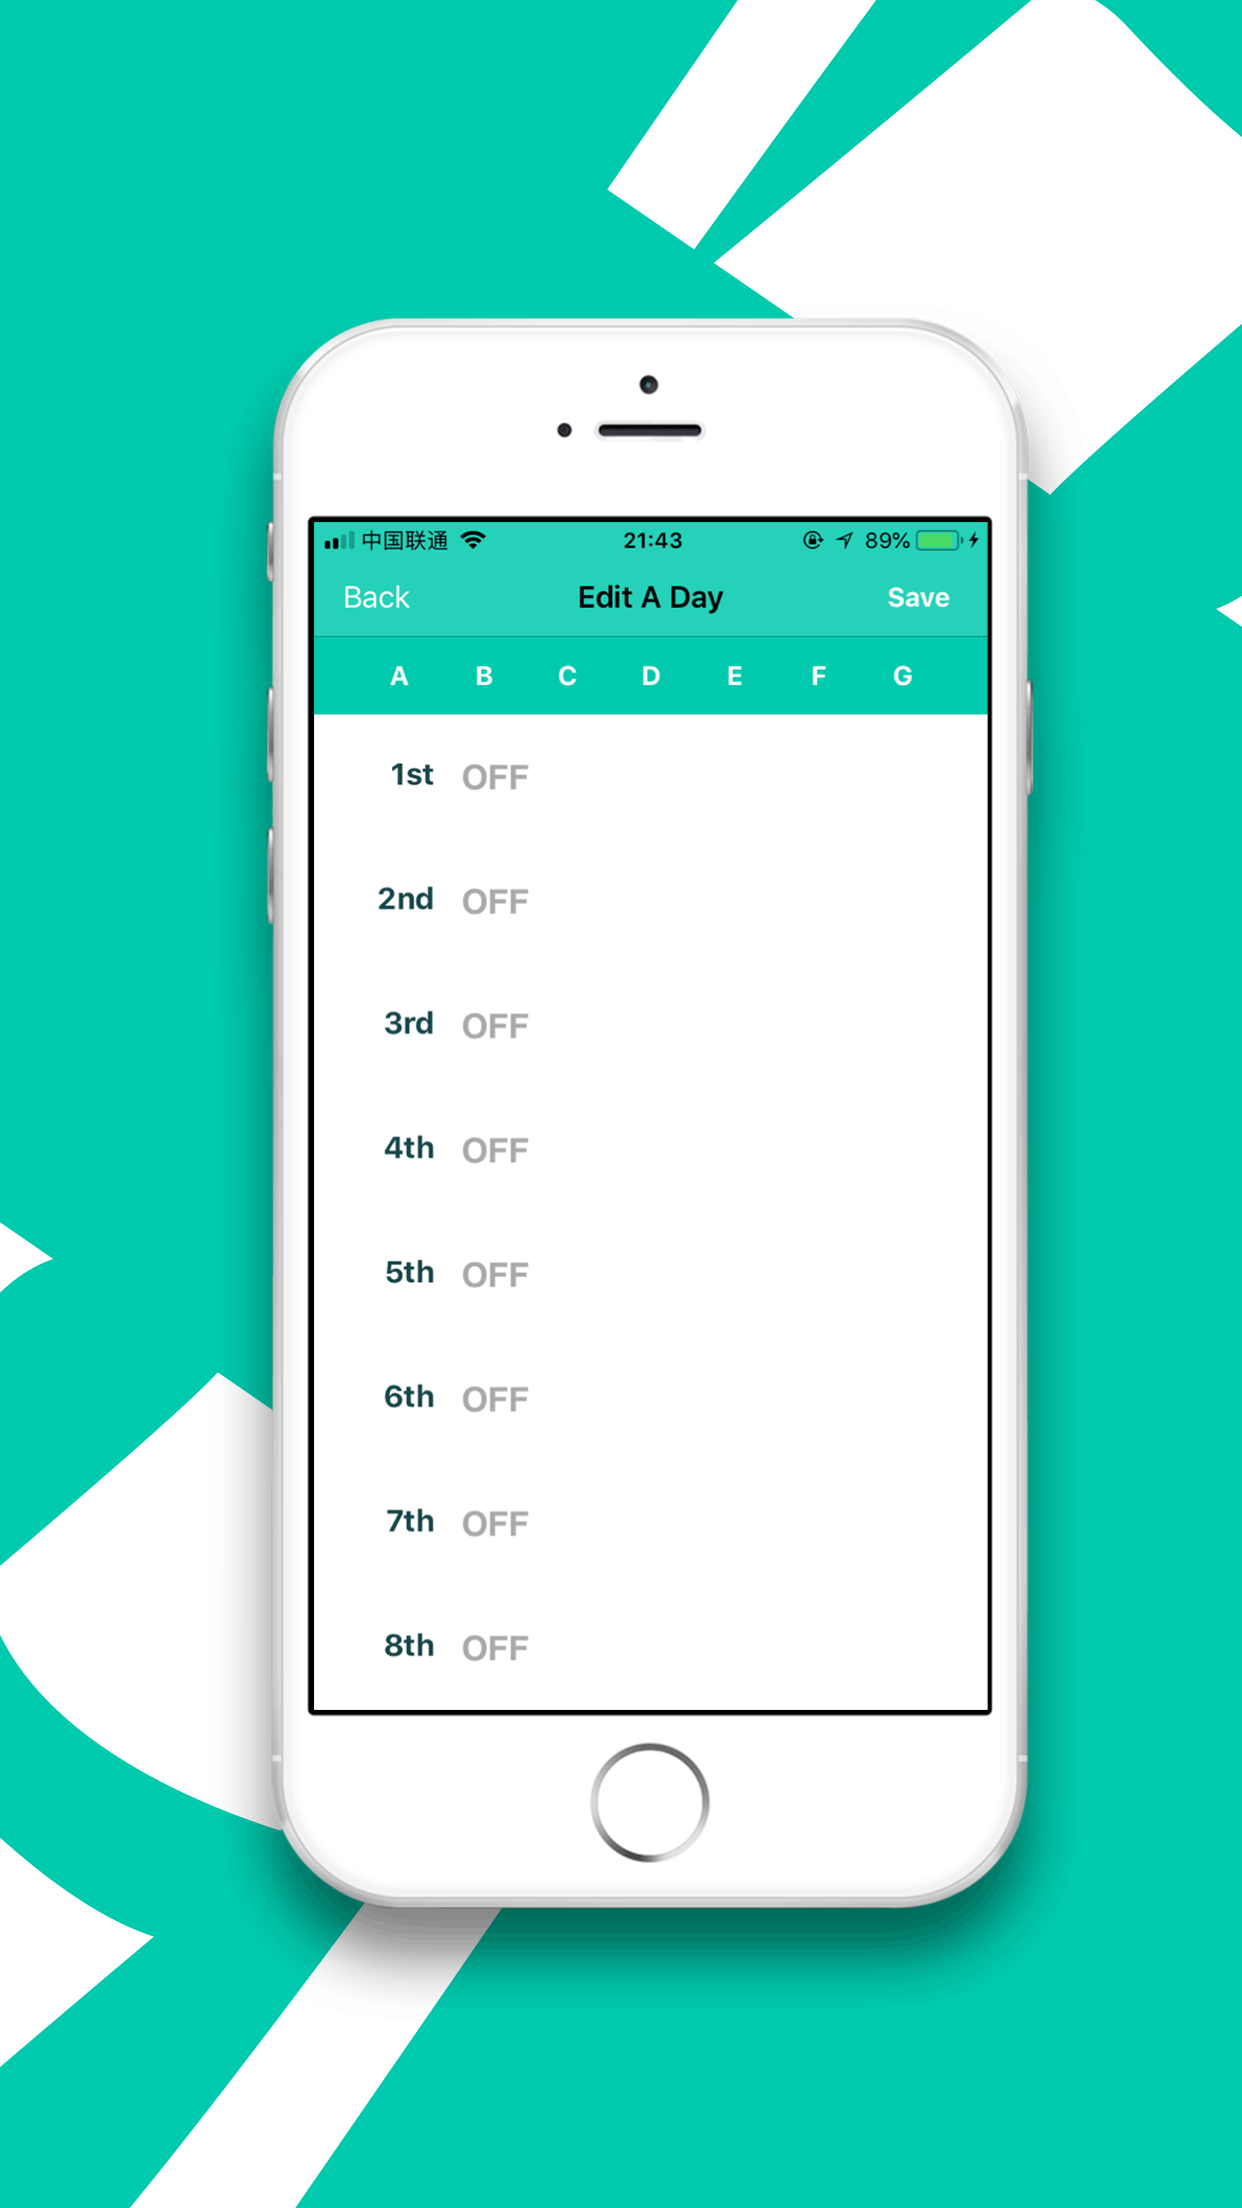 中国联通 21:43 89%
Back Edit A Day Save
A B C D E F G
1st OFF
2nd OFF
3rd OFF
4th OFF
5th OFF
6th OFF
7th OFF
8th OFF